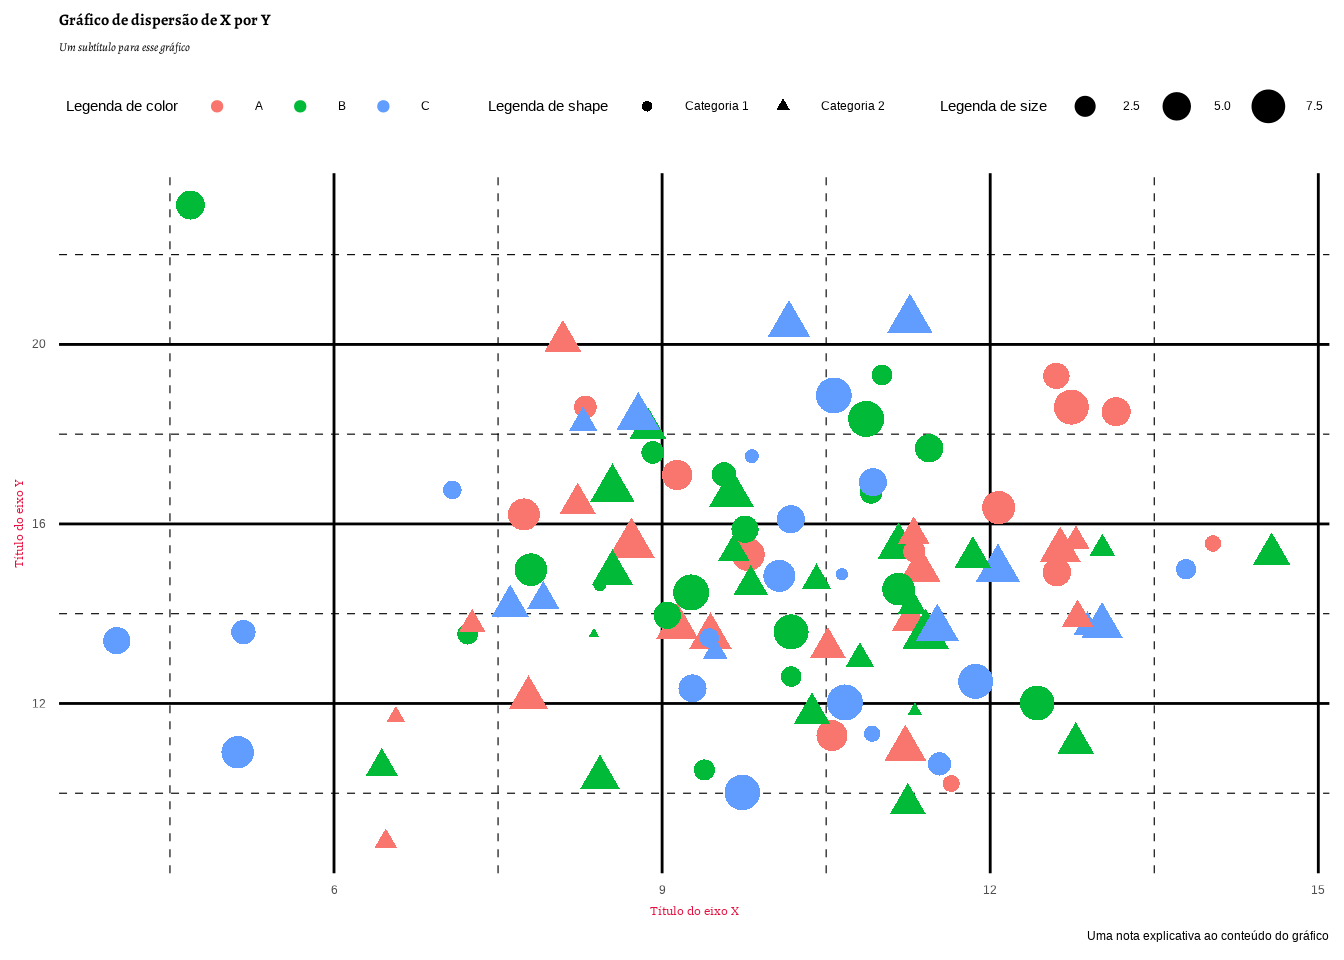 Gráfico de dispersão de X por Y
Um subtítulo para esse gráfico
Legenda de color A B C Legenda de shape Categoria 1 Categoria 2 Legenda de size 2.5 5.0 7.5
20
16
12
Título do eixo Y
6 9 12 15
Título do eixo X
Uma nota explicativa ao conteúdo do gráfico